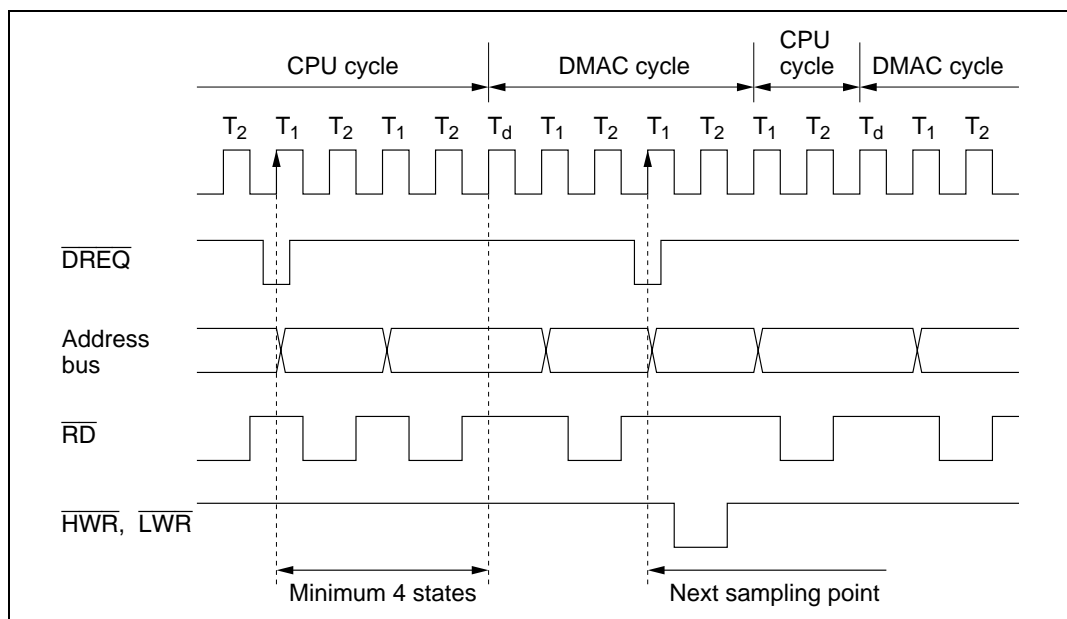 CPU cycle DMAC cycle CPU cycle DMAC cycle
T2 T1 T2 T1 T2 Td T1 T2 T1 T2 T1 T2 Td T1 T2
DREQ
Address
bus
RD
HWR, LWR
Minimum 4 states Next sampling point